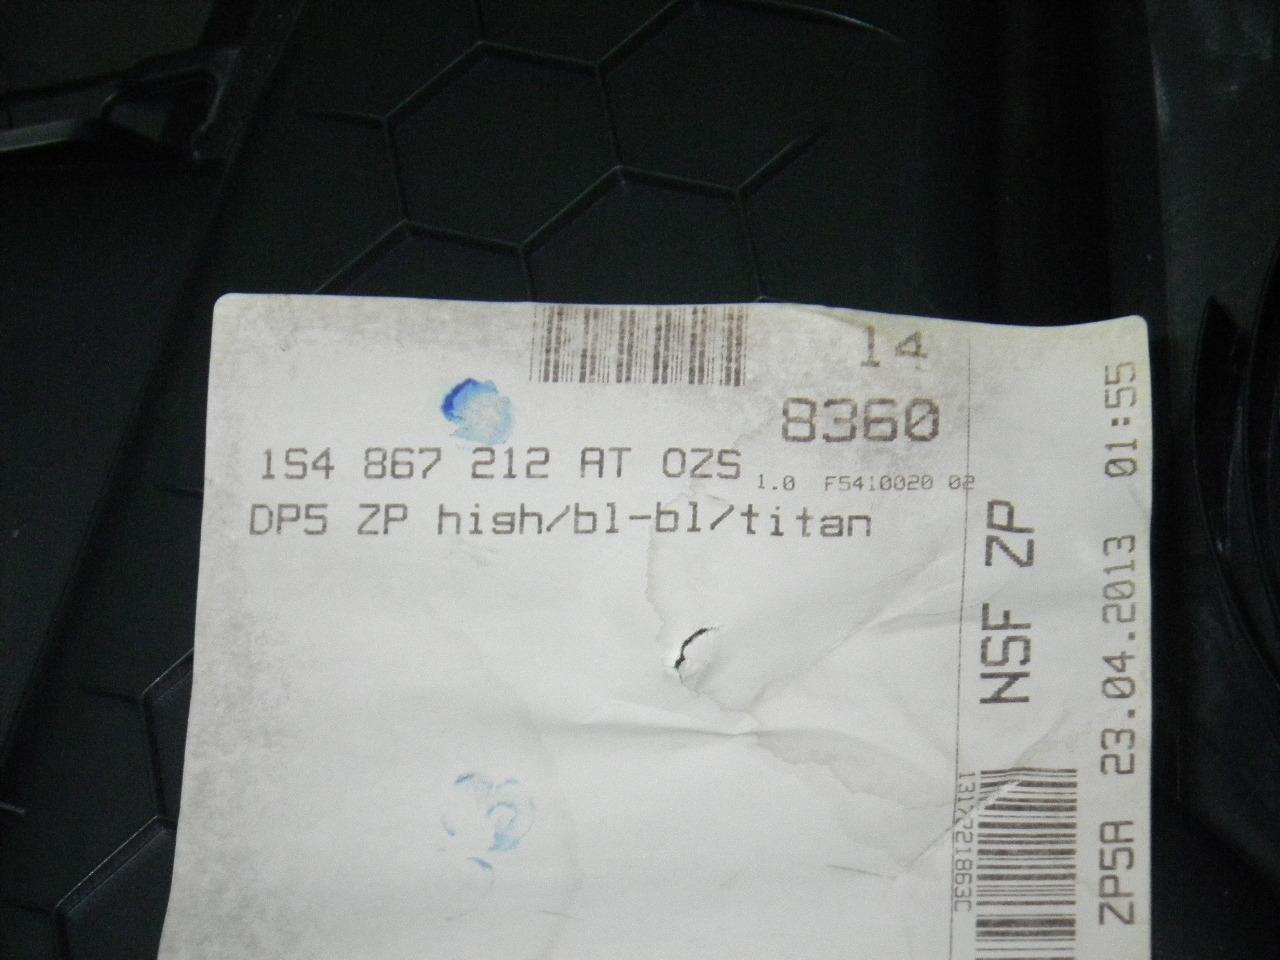 14
8360
1S4 867 212 AT OZS
1.0 F5410020 02
DP5 ZP high/bl-bl/titan
NSF ZP
ZP5A 23.04.2013 01:55